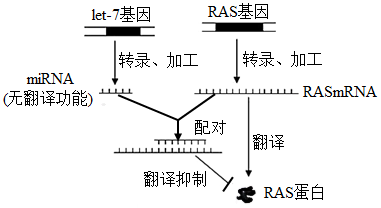 let-7基因
RAS基因
转录、加工
转录、加工
miRNA
(无翻译功能)
RASmRNA
配对
翻译
翻译抑制
RAS蛋白